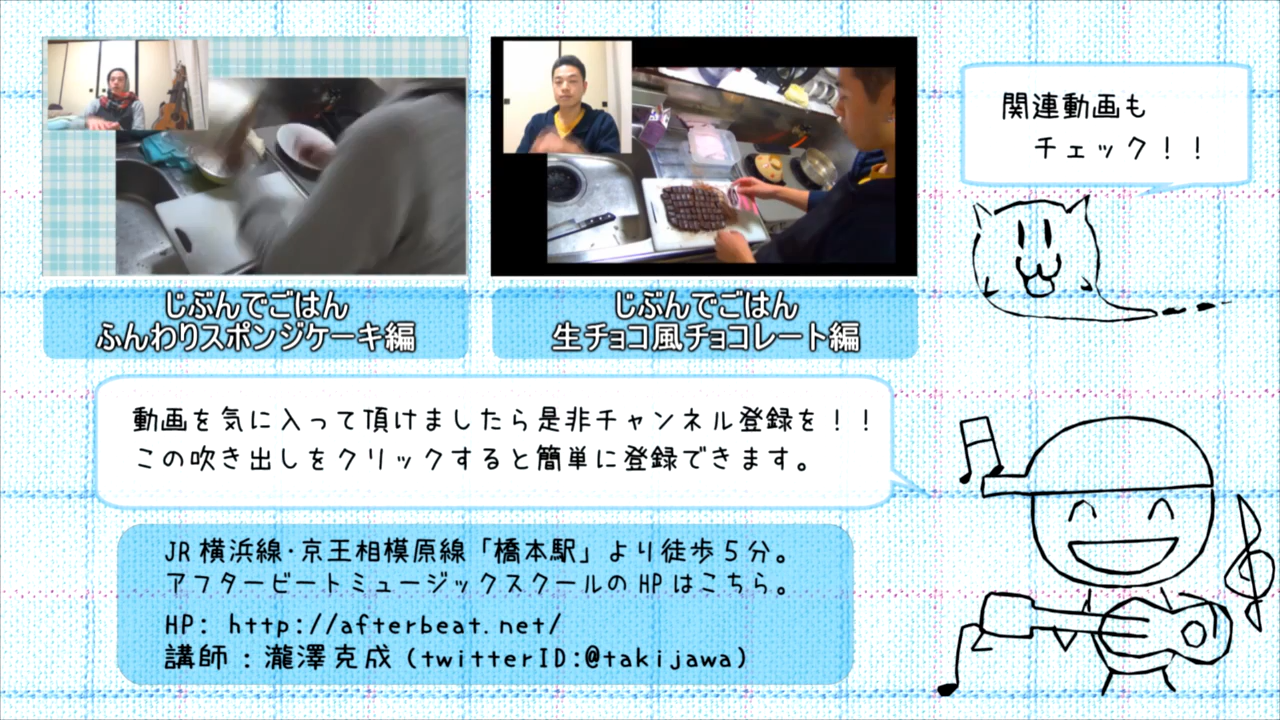 じぶんでごはん
ふんわりスポンジケーキ編
じぶんでごはん
生チョコ風チョコレート編
関連動画も
チェック！！
動画を気に入って頂けましたら是非チャンネル登録を！！
この吹き出しをクリックすると簡単に登録できます。
JR横浜線・京王相模原線「橋本駅」より徒歩5分。
アフタービートミュージックスクールのHPはこちら。
HP: http://afterbeat.net/
講師：瀧澤克成 (twitterID:@takijawa)